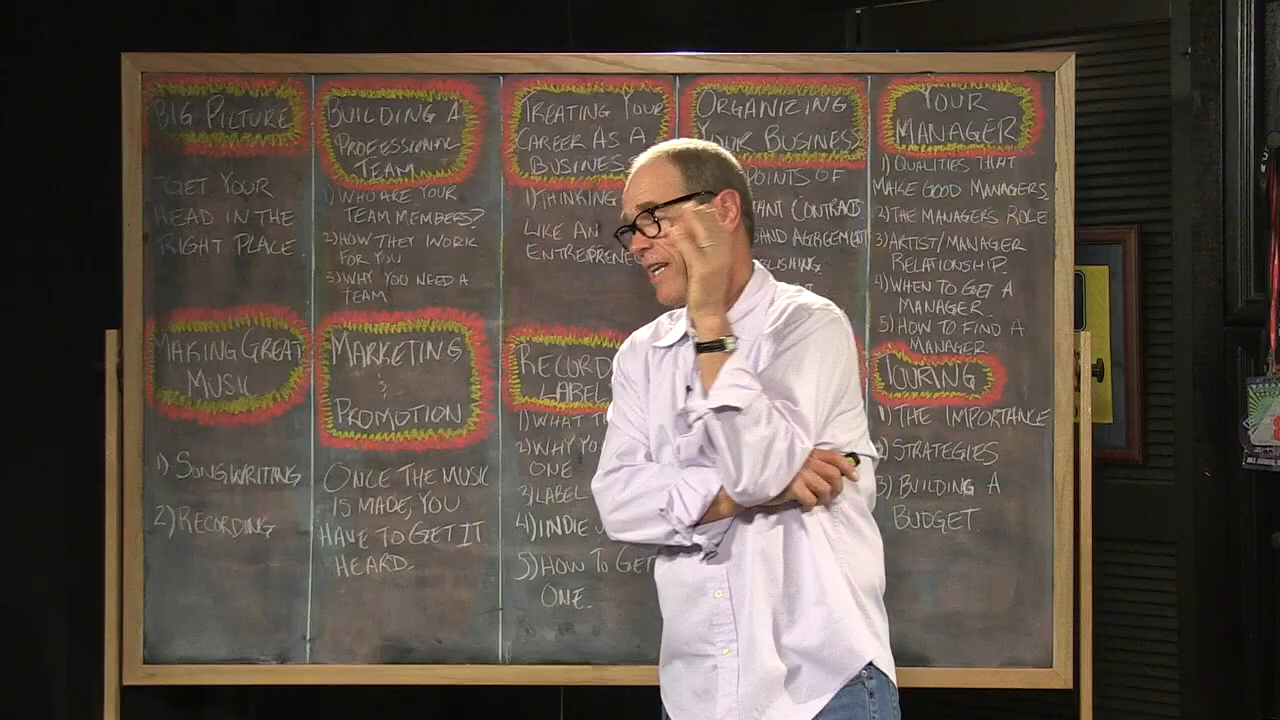 BIG PICTURE
GET YOUR
HEAD IN THE
RIGHT PLACE
MAKING GREAT
MUSIC
1) SONGWRITING
2) RECORDING
BUILDING A
PROFESSIONAL
TEAM
1) WHO ARE YOUR
TEAM MEMBERS?
2) HOW THEY WORK
FOR YOU
3) WHY YOU NEED A
TEAM
MARKETING
&
PROMOTION
ONCE THE MUSIC
IS MADE, YOU
HAVE TO GET IT
HEARD.
TREATING YOUR
CAREER AS A
BUSINESS
1) THINKING
LIKE AN
RECORD
LABEL
1) WHAT
2) WHY YO
ONE
3) LABEL
4) INDIE
5) HOW TO GET
ONE.
ORGANIZING
YOUR BUSINESS
POINTS OF
CONTRACTS
AGREEMENT
YOUR
MANAGER
1) QUALITIES THAT
MAKE GOOD MANAGERS
2) THE MANAGER'S ROLE
3) ARTIST/MANAGER
RELATIONSHIP.
4) WHEN TO GET A
MANAGER.
5) HOW TO FIND A
MANAGER
TOURING
1) THE IMPORTANCE
2) STRATEGIES
3) BUILDING A
BUDGET.